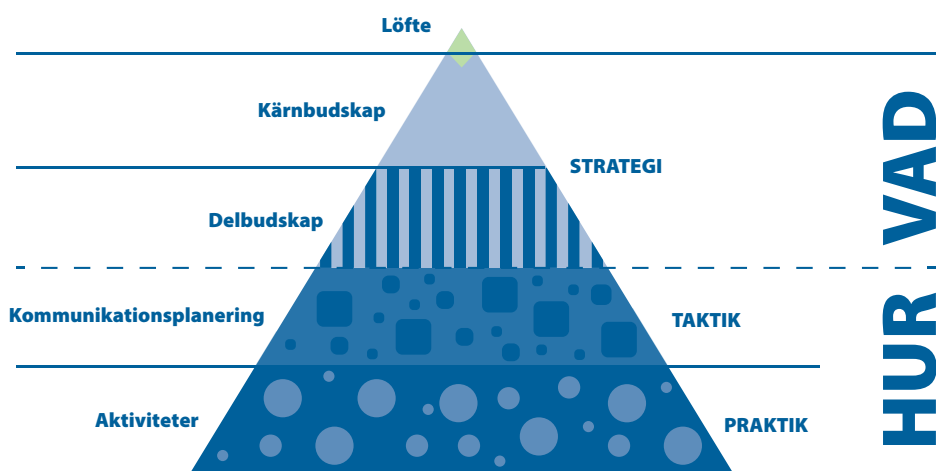 Löfte
Kärnbudskap
STRATEGI
Delbudskap
VAD
Kommunikationsplanering
TAKTIK
HUR
Aktiviteter
PRAKTIK